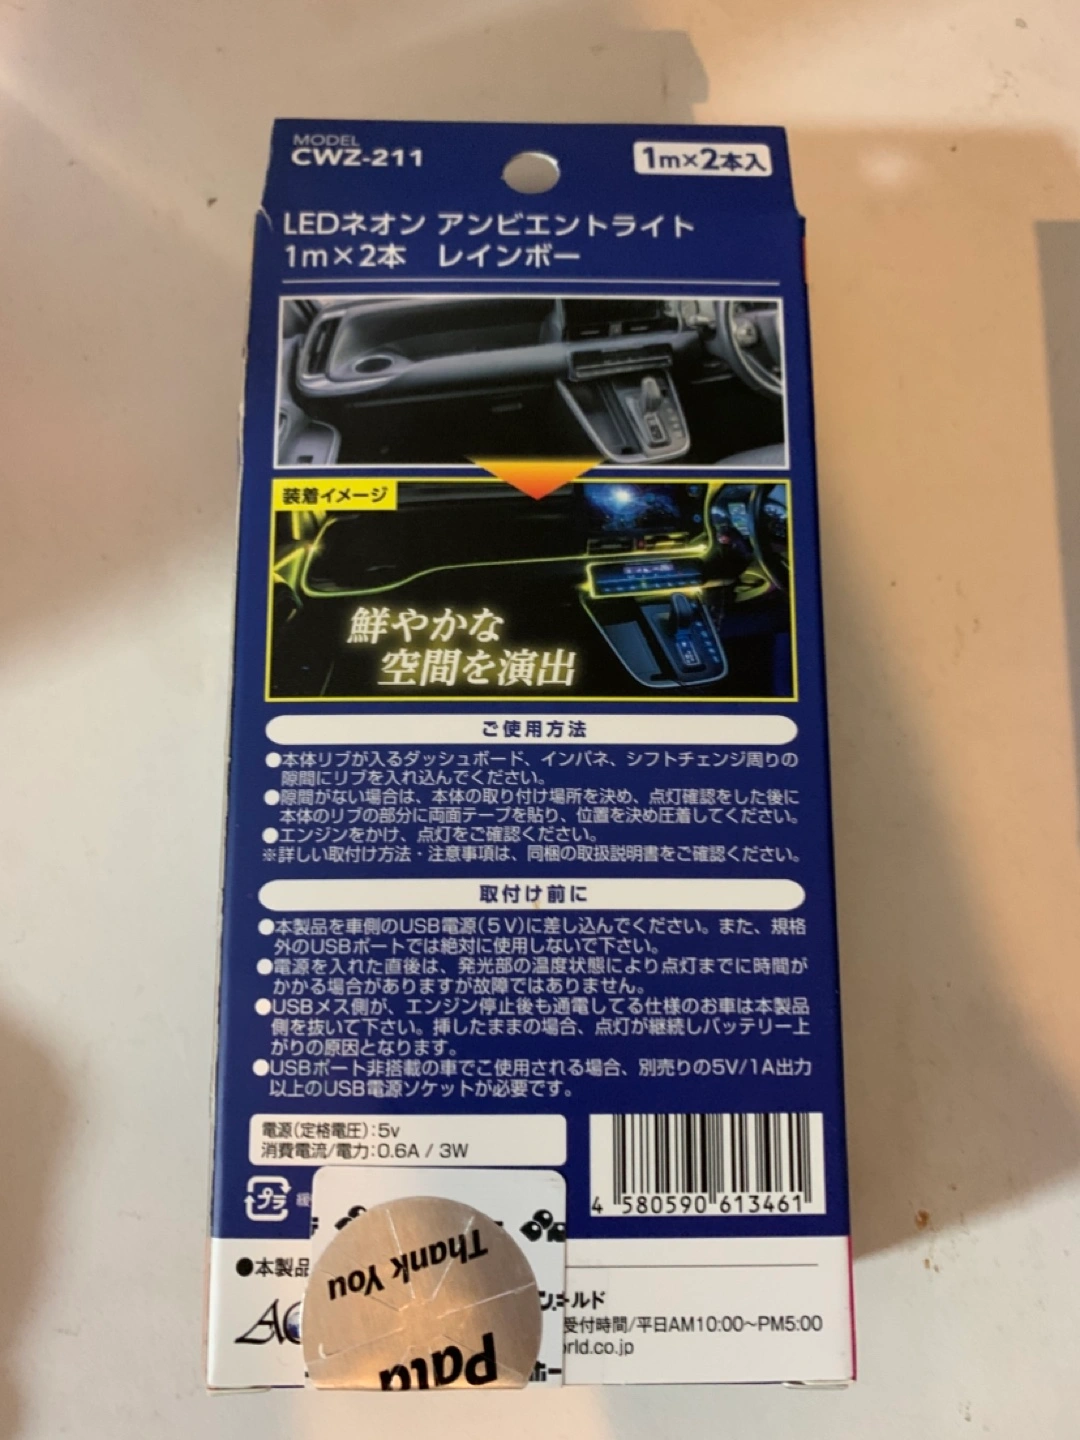 MODEL
CWZ-211
1m×2本入
LEDネオン アンビエントライト
1m×2本 レインボー
装着イメージ
鮮やかな
空間を演出
ご使用方法
●本体リブが入るダッシュボード、インパネ、シフトチェンジ周りの
隙間にリブを入れ込んでください。
●隙間がない場合は、本体の取り付け場所を決め、点灯確認をした後に
本体のリブの部分に両面テープを貼り、位置を決め圧着してください。
●エンジンをかけ、点灯をご確認ください。
※詳しい取付け方法・注意事項は、同梱の取扱説明書をご確認ください。
取付け前に
●本製品を車側のUSB電源(5V)に差し込んでください。また、規格
外のUSBポートでは絶対に使用しないで下さい。
●電源を入れた直後は、発光部の温度状態により点灯までに時間が
かかる場合がありますが故障ではありません。
●USBメス側が、エンジン停止後も通電してる仕様のお車は本製品
側を抜いて下さい。挿したままの場合、点灯が継続しバッテリー上
がりの原因となります。
●USBポート非搭載の車でご使用される場合、別売りの5V/1A出力
以上のUSB電源ソケットが必要です。
電源(定格電圧):5v
消費電流/電力:0.6A / 3W
プラ
4 580590 613461
●本製品
Thank You
Paid
ールド
受付時間/平日AM10:00～PM5:00
rld.co.jp